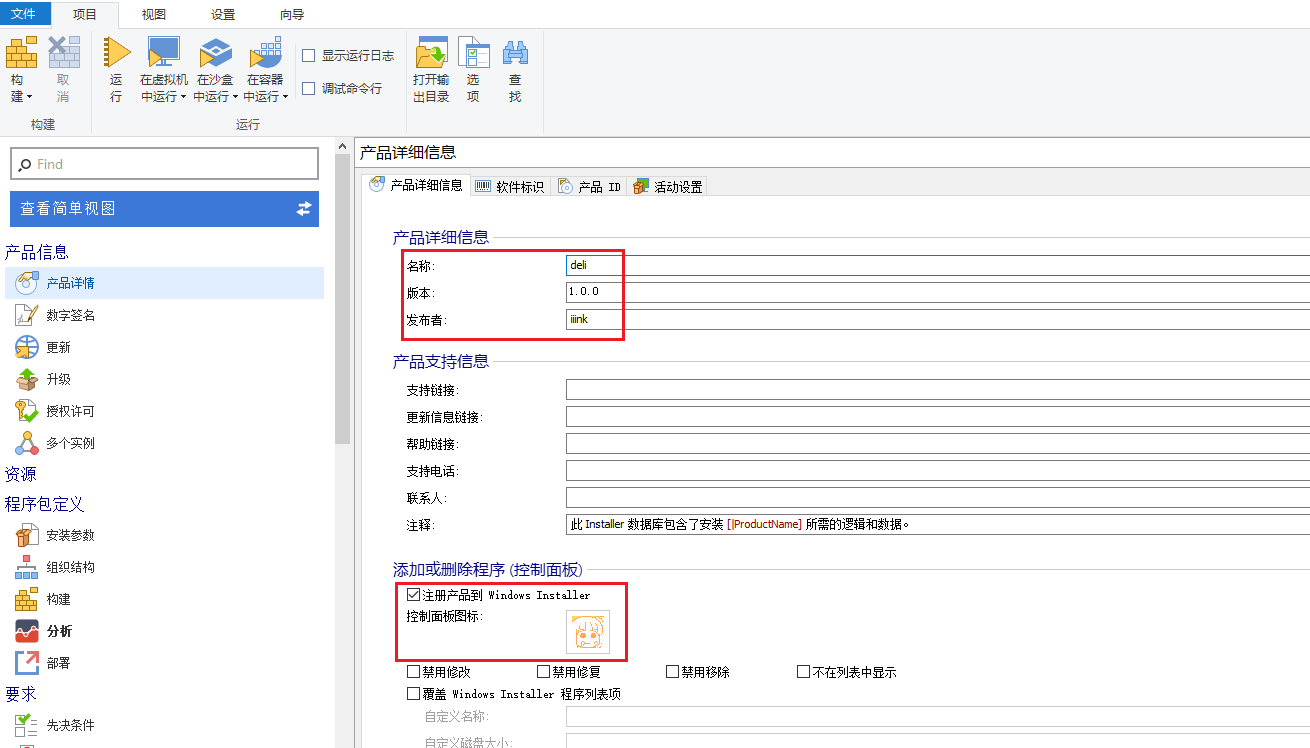 文件 项目 视图 设置 向导
构建 取消 运行 在虚拟机中运行 在沙盒中运行 在容器中运行 显示运行日志 调试命令行 打开输出目录 选项 查找
构建 运行
Find
查看简单视图
产品信息
产品详情
数字签名
更新
升级
授权许可
多个实例
资源
程序包定义
安装参数
组织结构
构建
分析
部署
要求
先决条件
产品详细信息
产品详细信息 软件标识 产品 ID 活动设置
产品详细信息
名称: deli
版本: 1.0.0
发布者: iiink
产品支持信息
支持链接:
更新信息链接:
帮助链接:
支持电话:
联系人:
注释: 此 Installer 数据库包含了安装 [|ProductName] 所需的逻辑和数据。
添加或删除程序 (控制面板)
注册产品到 Windows Installer
控制面板图标:
禁用修改 禁用修复 禁用移除 不在列表中显示
覆盖 Windows Installer 程序列表项
自定义名称:
自定义磁盘大小: